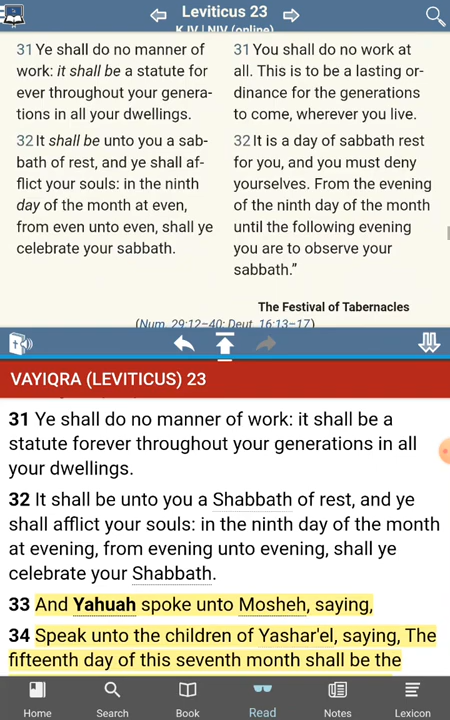 Leviticus 23
KJV | NIV (online)
31 Ye shall do no manner of
work: it shall be a statute for
ever throughout your genera-
tions in all your dwellings.
32 It shall be unto you a sab-
bath of rest, and ye shall af-
flict your souls: in the ninth
day of the month at even,
from even unto even, shall ye
celebrate your sabbath.
31 You shall do no work at
all. This is to be a lasting or-
dinance for the generations
to come, wherever you live.
32 It is a day of sabbath rest
for you, and you must deny
yourselves. From the evening
of the ninth day of the month
until the following evening
you are to observe your
sabbath.”
The Festival of Tabernacles
(Num. 29:12–40; Deut. 16:13–17)
VAYIQRA (LEVITICUS) 23
31 Ye shall do no manner of work: it shall be a
statute forever throughout your generations in all
your dwellings.
32 It shall be unto you a Shabbath of rest, and ye
shall afflict your souls: in the ninth day of the month
at evening, from evening unto evening, shall ye
celebrate your Shabbath.
33 And Yahuah spoke unto Mosheh, saying,
34 Speak unto the children of Yashar'el, saying, The
fifteenth day of this seventh month shall be the
Home
Search
Book
Read
Notes
Lexicon